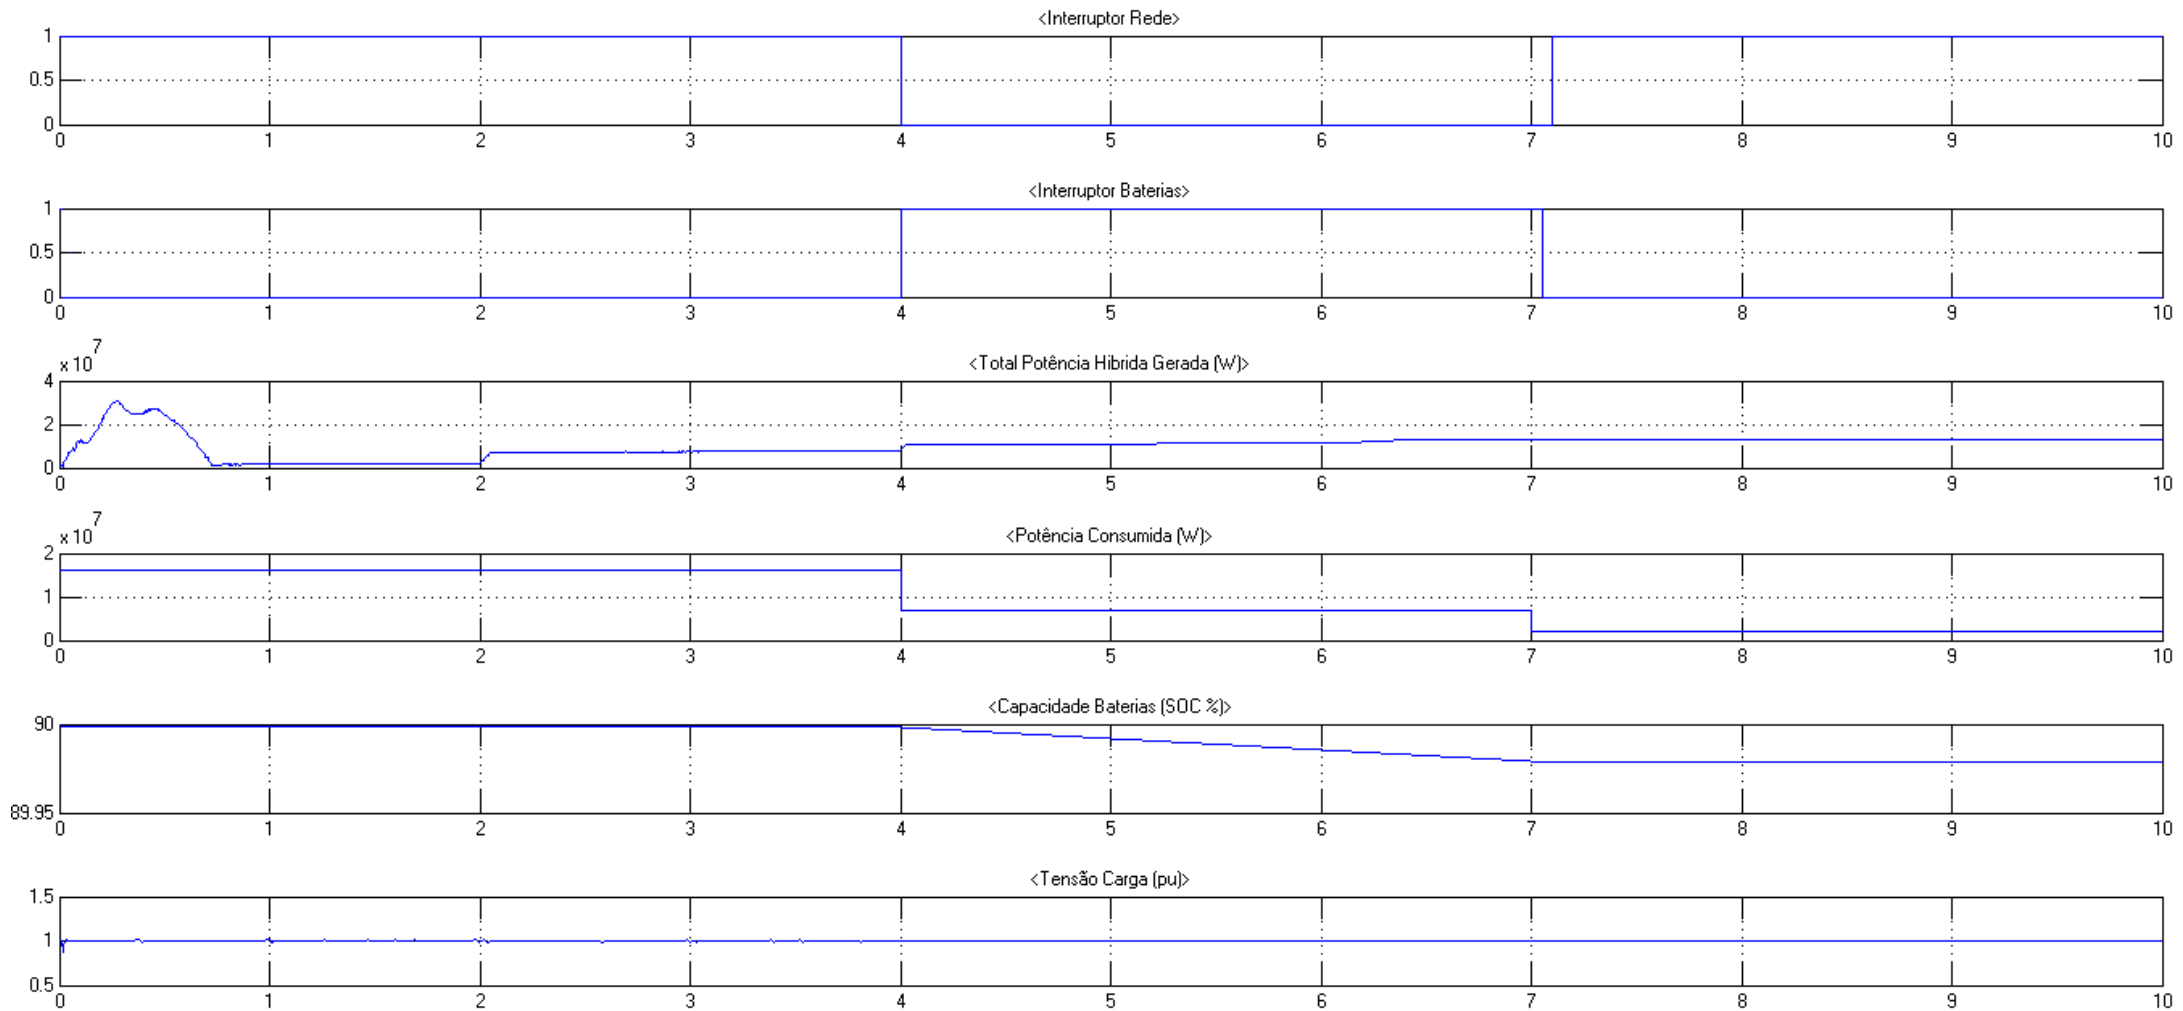 <Interruptor Rede>
1
0.5
0
0 1 2 3 4 5 6 7 8 9 10
<Interruptor Baterias>
1
0.5
0
0 1 2 3 4 5 6 7 8 9 10
x 10^7
<Total Potência Hibrida Gerada (W)>
4
2
0
0 1 2 3 4 5 6 7 8 9 10
x 10^7
<Potência Consumida (W)>
2
1
0
0 1 2 3 4 5 6 7 8 9 10
<Capacidade Baterias (SOC %)>
90
89.95
0 1 2 3 4 5 6 7 8 9 10
<Tensão Carga (pu)>
1.5
1
0.5
0 1 2 3 4 5 6 7 8 9 10